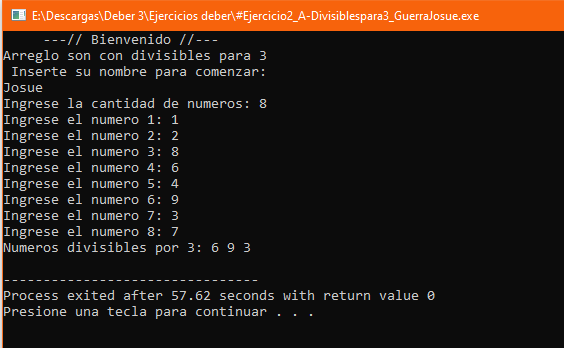 E:\Descargas\Deber 3\Ejercicios deber\#Ejercicio2_A-Divisiblespara3_GuerraJosue.exe
---// Bienvenido //---
Arreglo son con divisibles para 3
Inserte su nombre para comenzar:
Josue
Ingrese la cantidad de numeros: 8
Ingrese el numero 1: 1
Ingrese el numero 2: 2
Ingrese el numero 3: 8
Ingrese el numero 4: 6
Ingrese el numero 5: 4
Ingrese el numero 6: 9
Ingrese el numero 7: 3
Ingrese el numero 8: 7
Numeros divisibles por 3: 6 9 3
--------------------------------
Process exited after 57.62 seconds with return value 0
Presione una tecla para continuar . . .